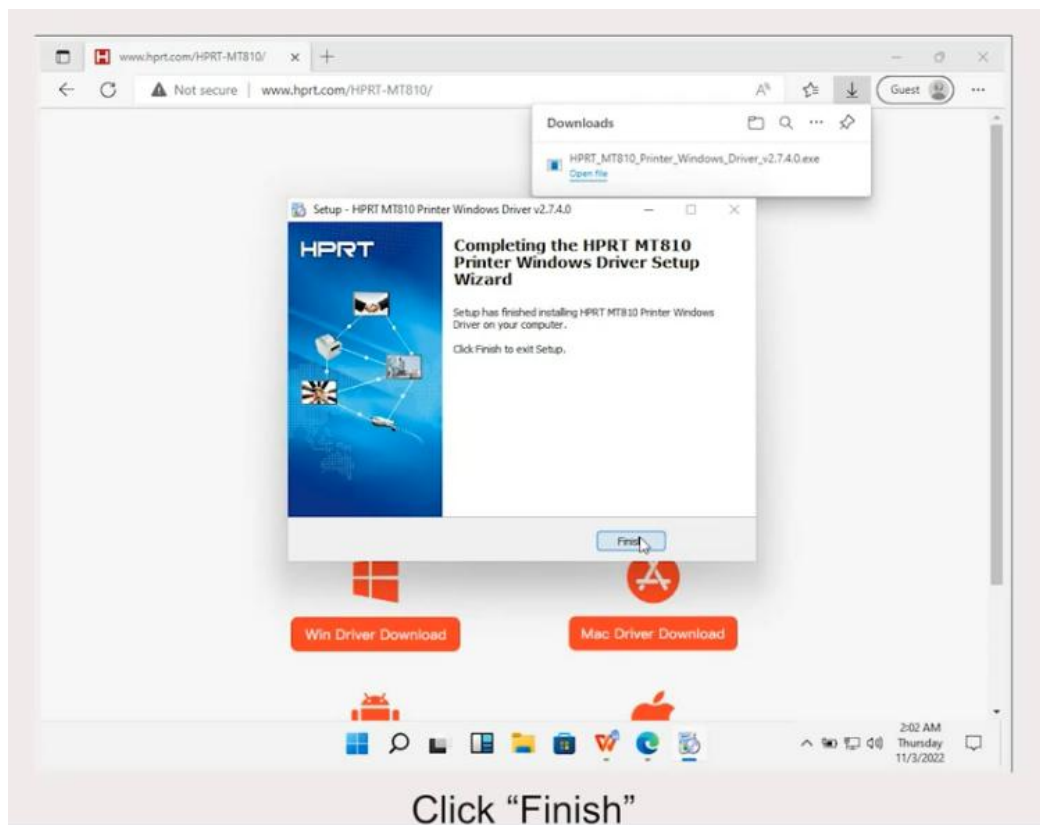 www.hprt.com/HPRT-MT810/
Not secure www.hprt.com/HPRT-MT810/
Guest
Downloads
HPRT_MT810_Printer_Windows_Driver_v2.7.4.0.exe
Open file
Setup - HPRT MT810 Printer Windows Driver v2.7.4.0
HPRT
Completing the HPRT MT810
Printer Windows Driver Setup
Wizard
Setup has finished installing HPRT MT810 Printer Windows
Driver on your computer.
Click Finish to exit Setup.
Finish
Win Driver Download
Mac Driver Download
2:02 AM
Thursday
11/3/2022
Click “Finish”